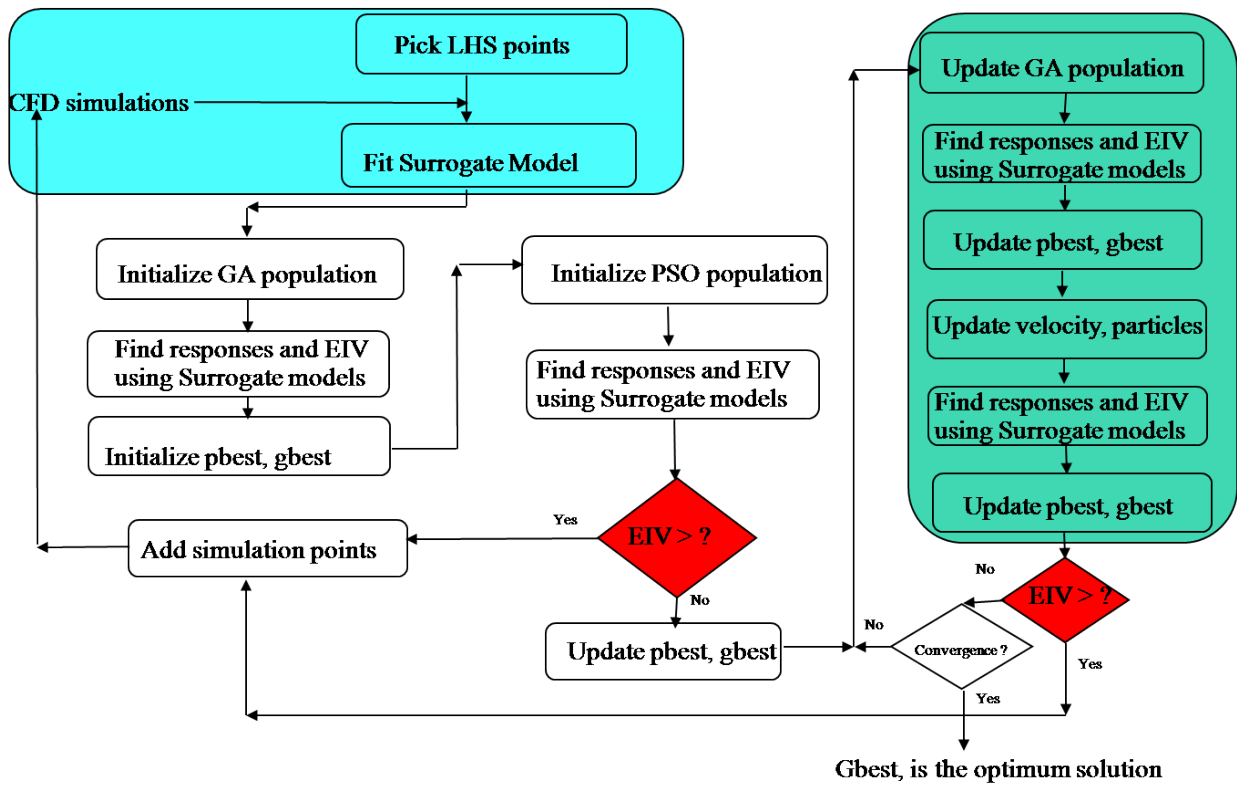 Pick LHS points
CFD simulations
Fit Surrogate Model
Initialize GA population
Find responses and EIV
using Surrogate models
Initialize pbest, gbest
Initialize PSO population
Find responses and EIV
using Surrogate models
EIV > ?
Yes
No
Add simulation points
Update pbest, gbest
Update GA population
Find responses and EIV
using Surrogate models
Update pbest, gbest
Update velocity, particles
Find responses and EIV
using Surrogate models
Update pbest, gbest
EIV > ?
No
Yes
Convergence ?
No
Yes
Gbest, is the optimum solution